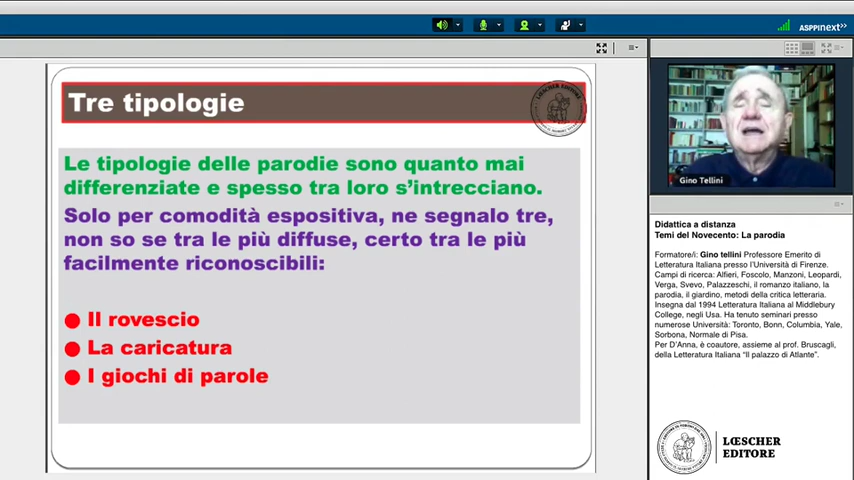 ASPPInext>>
Tre tipologie
LŒSCHER EDITORE
Le tipologie delle parodie sono quanto mai
differenziate e spesso tra loro s’intrecciano.
Solo per comodità espositiva, ne segnalo tre,
non so se tra le più diffuse, certo tra le più
facilmente riconoscibili:
Il rovescio
La caricatura
I giochi di parole
Gino Tellini
Didattica a distanza
Temi del Novecento: La parodia
Formatore/i: Gino tellini Professore Emerito di
Letteratura Italiana presso l’Università di Firenze.
Campi di ricerca: Alfieri, Foscolo, Manzoni, Leopardi,
Verga, Svevo, Palazzeschi, il romanzo italiano, la
parodia, il giardino, metodi della critica letteraria.
Insegna dal 1994 Letteratura Italiana al Middlebury
College, negli Usa. Ha tenuto seminari presso
numerose Università: Toronto, Bonn, Columbia, Yale,
Sorbona, Normale di Pisa.
Per D’Anna, è coautore, assieme al prof. Bruscagli,
della Letteratura Italiana “Il palazzo di Atlante”.
LŒSCHER
EDITORE